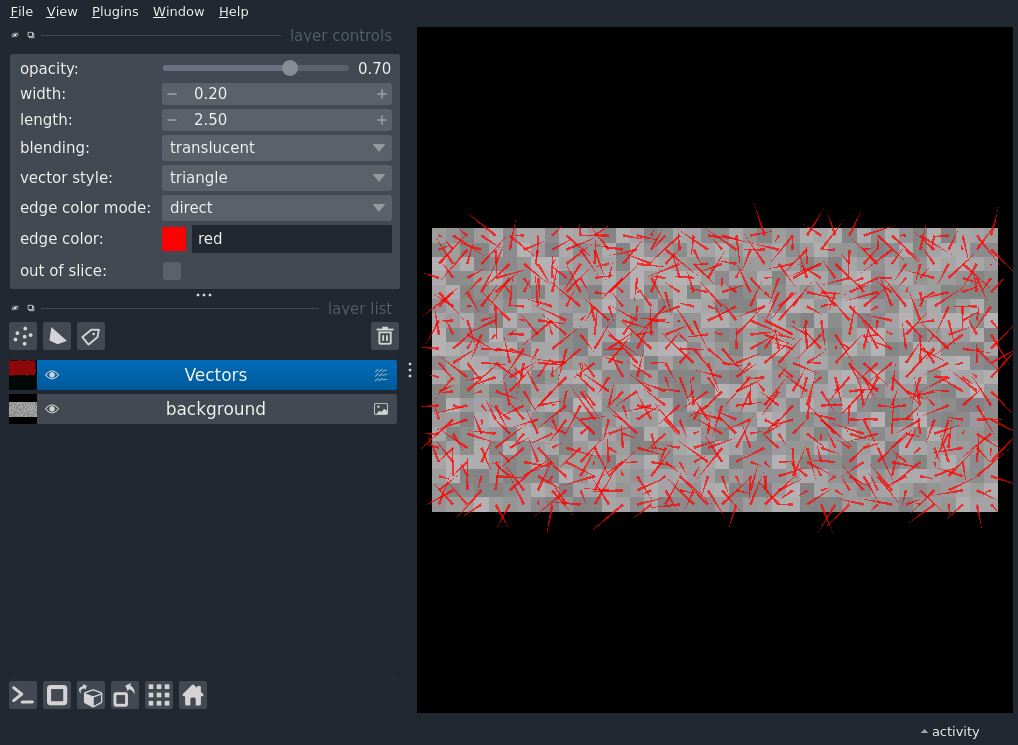 File View Plugins Window Help
layer controls
opacity: 0.70
width: − 0.20 +
length: − 2.50 +
blending: translucent
vector style: triangle
edge color mode: direct
edge color: red
out of slice:
layer list
Vectors
background
activity